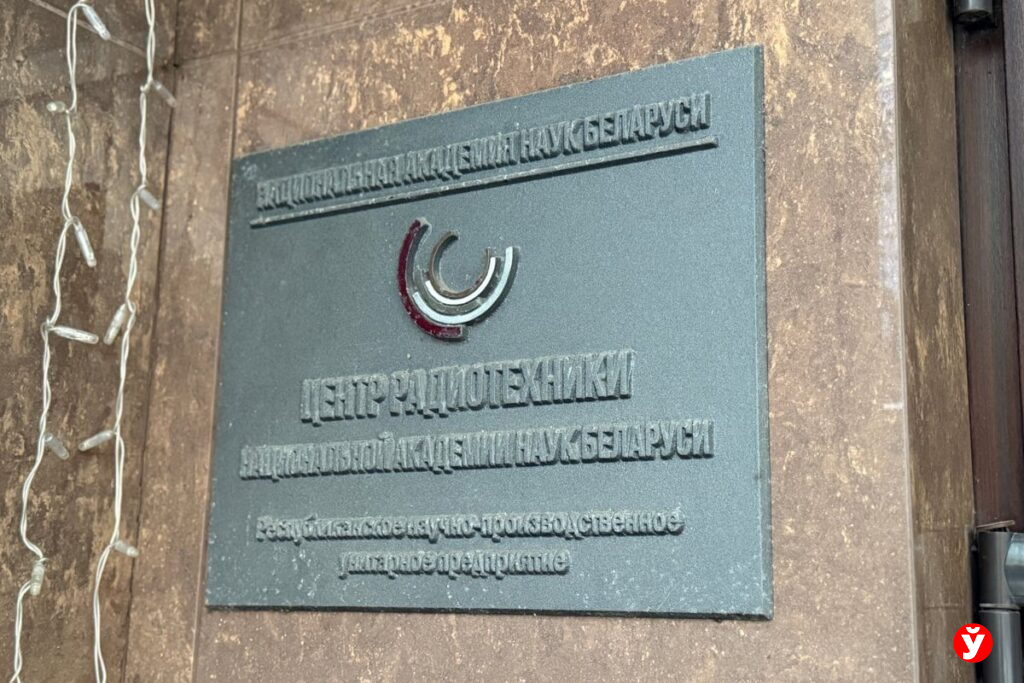 НАЦИОНАЛЬНАЯ АКАДЕМИЯ НАУК БЕЛАРУСИ
ЦЕНТР РАДИОТЕХНИКИ
НАЦИОНАЛЬНОЙ АКАДЕМИИ НАУК БЕЛАРУСИ
Республиканское научно-производственное
унитарное предприятие
Ў